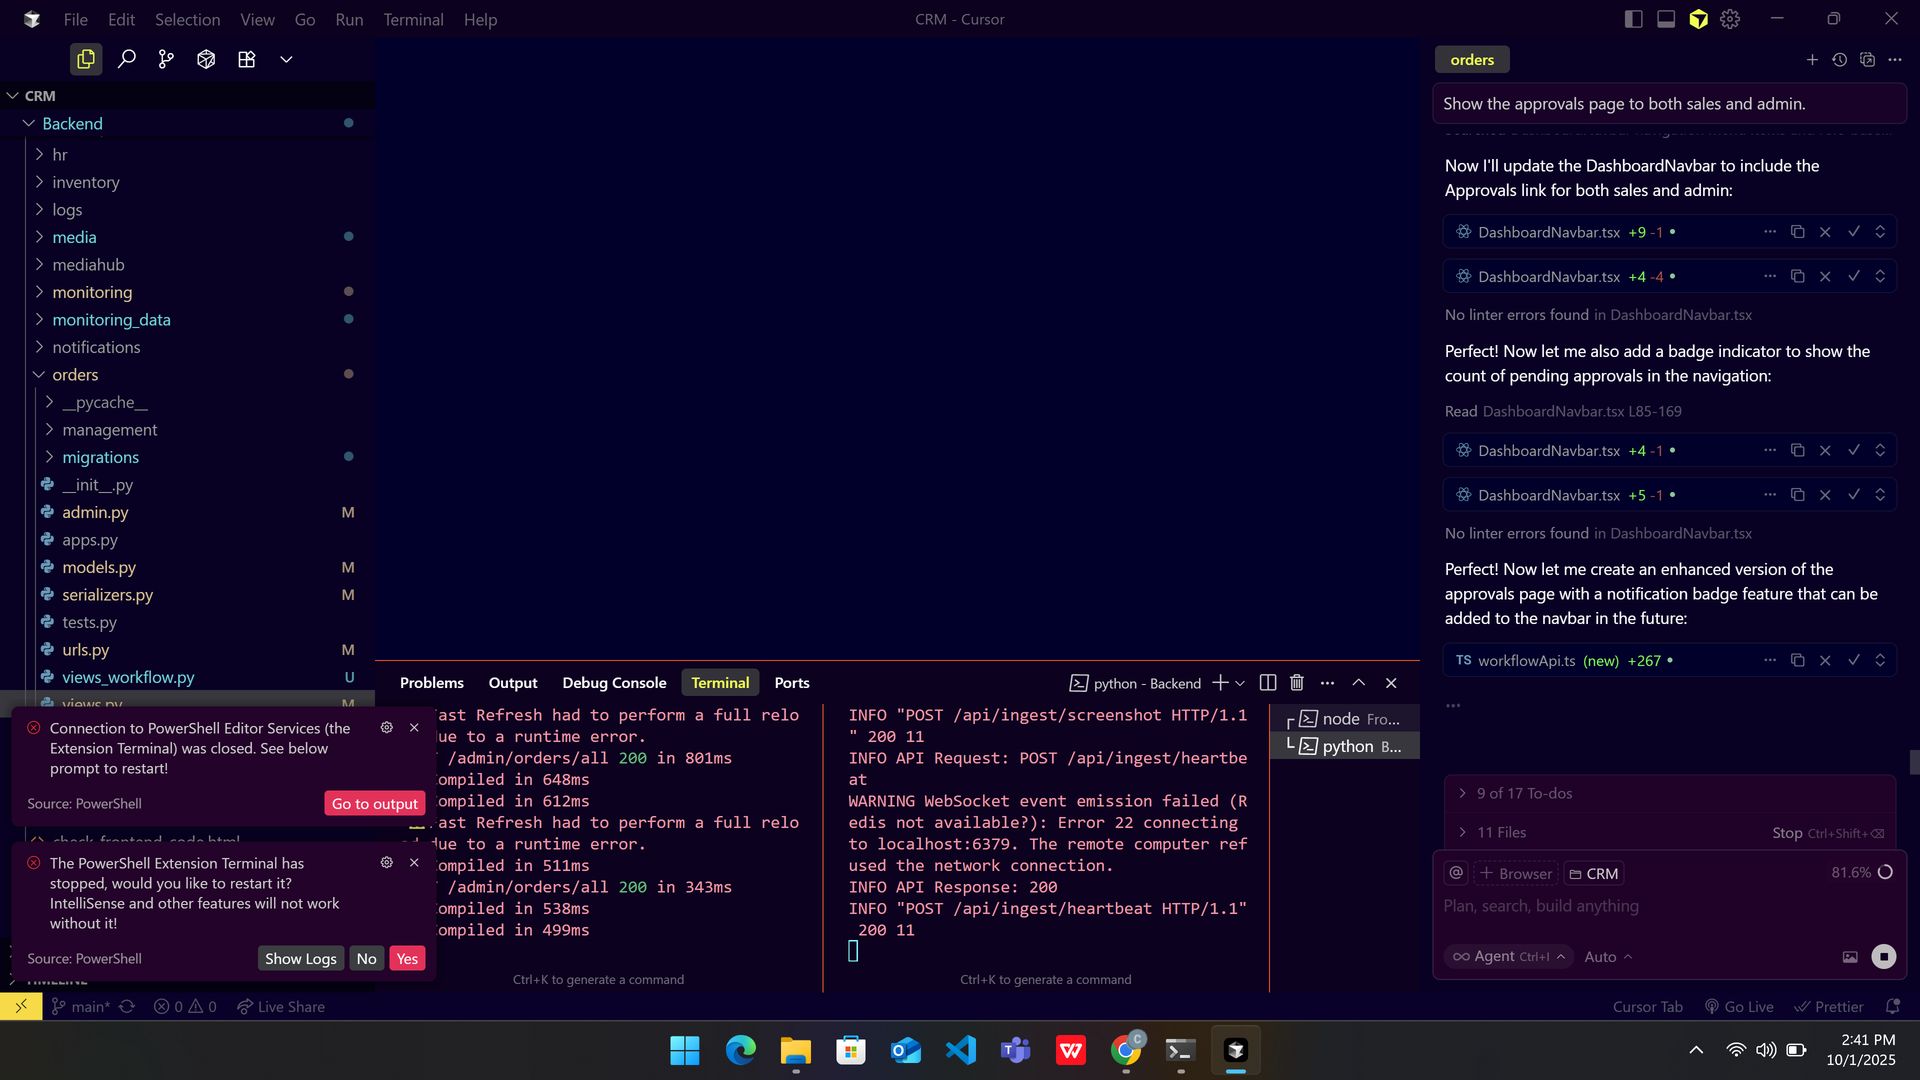 File Edit Selection View Go Run Terminal Help
CRM - Cursor
CRM
Backend
hr
inventory
logs
media
mediahub
monitoring
monitoring_data
notifications
orders
__pycache__
management
migrations
__init__.py
admin.py M
apps.py
models.py M
serializers.py M
tests.py
urls.py M
views_workflow.py U
views.py M
Connection to PowerShell Editor Services (the
Extension Terminal) was closed. See below
prompt to restart!
Source: PowerShell
Go to output
check_frontend_code.html
The PowerShell Extension Terminal has
stopped, would you like to restart it?
IntelliSense and other features will not work
without it!
Source: PowerShell
Show Logs No Yes
TIMELINE
Problems Output Debug Console Terminal Ports
python - Backend
ast Refresh had to perform a full relo
ue to a runtime error.
/admin/orders/all 200 in 801ms
ompiled in 648ms
ompiled in 612ms
ast Refresh had to perform a full relo
ue to a runtime error.
ompiled in 511ms
/admin/orders/all 200 in 343ms
ompiled in 538ms
ompiled in 499ms
Ctrl+K to generate a command
INFO "POST /api/ingest/screenshot HTTP/1.1
" 200 11
INFO API Request: POST /api/ingest/heartbe
at
WARNING WebSocket event emission failed (R
edis not available?): Error 22 connecting
to localhost:6379. The remote computer ref
used the network connection.
INFO API Response: 200
INFO "POST /api/ingest/heartbeat HTTP/1.1"
200 11
Ctrl+K to generate a command
node Fro...
python B...
orders
Show the approvals page to both sales and admin.
Now I'll update the DashboardNavbar to include the
Approvals link for both sales and admin:
DashboardNavbar.tsx +9 -1
DashboardNavbar.tsx +4 -4
No linter errors found in DashboardNavbar.tsx
Perfect! Now let me also add a badge indicator to show the
count of pending approvals in the navigation:
Read DashboardNavbar.tsx L85-169
DashboardNavbar.tsx +4 -1
DashboardNavbar.tsx +5 -1
No linter errors found in DashboardNavbar.tsx
Perfect! Now let me create an enhanced version of the
approvals page with a notification badge feature that can be
added to the navbar in the future:
TS workflowApi.ts (new) +267
9 of 17 To-dos
11 Files
Stop Ctrl+Shift+
@ + Browser CRM 81.6%
Plan, search, build anything
Agent Ctrl+I Auto
main* 0 0 Live Share
Cursor Tab Go Live Prettier
2:41 PM
10/1/2025